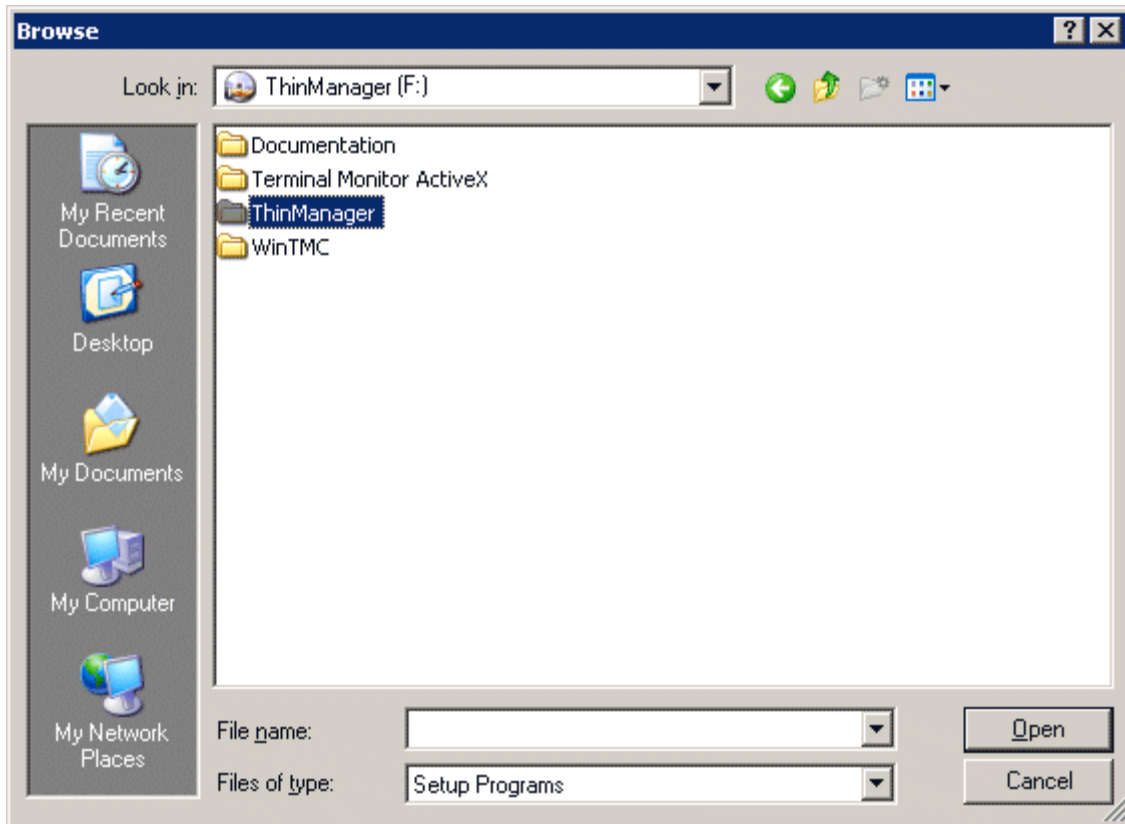 Browse
Look in: ThinManager (F:)
Documentation
Terminal Monitor ActiveX
ThinManager
WinTMC
My Recent
Documents
Desktop
My Documents
My Computer
My Network
Places
File name:
Open
Files of type: Setup Programs
Cancel